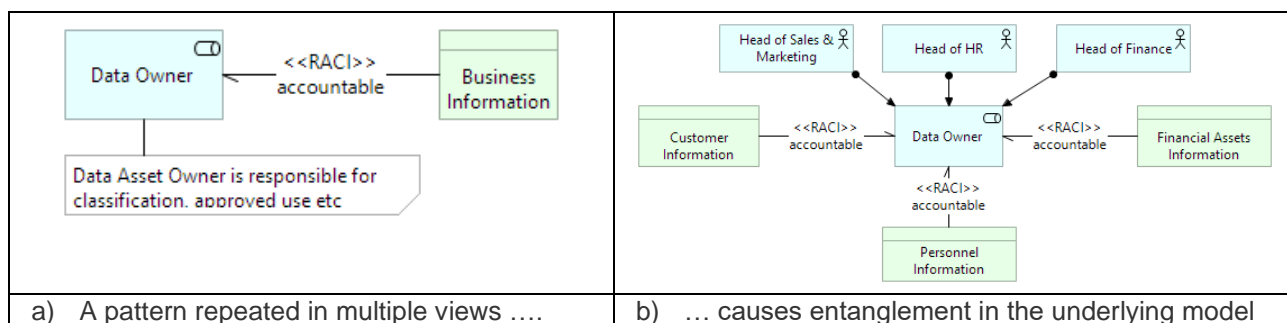 Data Owner
<<RACI>>
accountable
Business
Information
Data Asset Owner is responsible for
classification, approved use etc
Head of Sales &
Marketing
Head of HR
Head of Finance
Customer
Information
<<RACI>>
accountable
Data Owner
<<RACI>>
accountable
Financial Assets
Information
<<RACI>>
accountable
Personnel
Information
a) A pattern repeated in multiple views ….
b) … causes entanglement in the underlying model